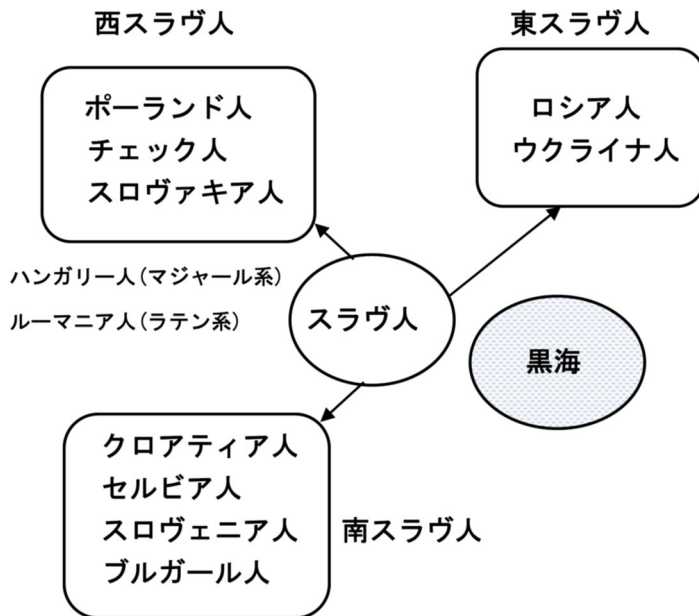 西スラヴ人
ポーランド人
チェック人
スロヴァキア人
東スラヴ人
ロシア人
ウクライナ人
ハンガリー人(マジャール系)
ルーマニア人(ラテン系)
スラヴ人
黒海
クロアティア人
セルビア人
スロヴェニア人
ブルガール人
南スラヴ人